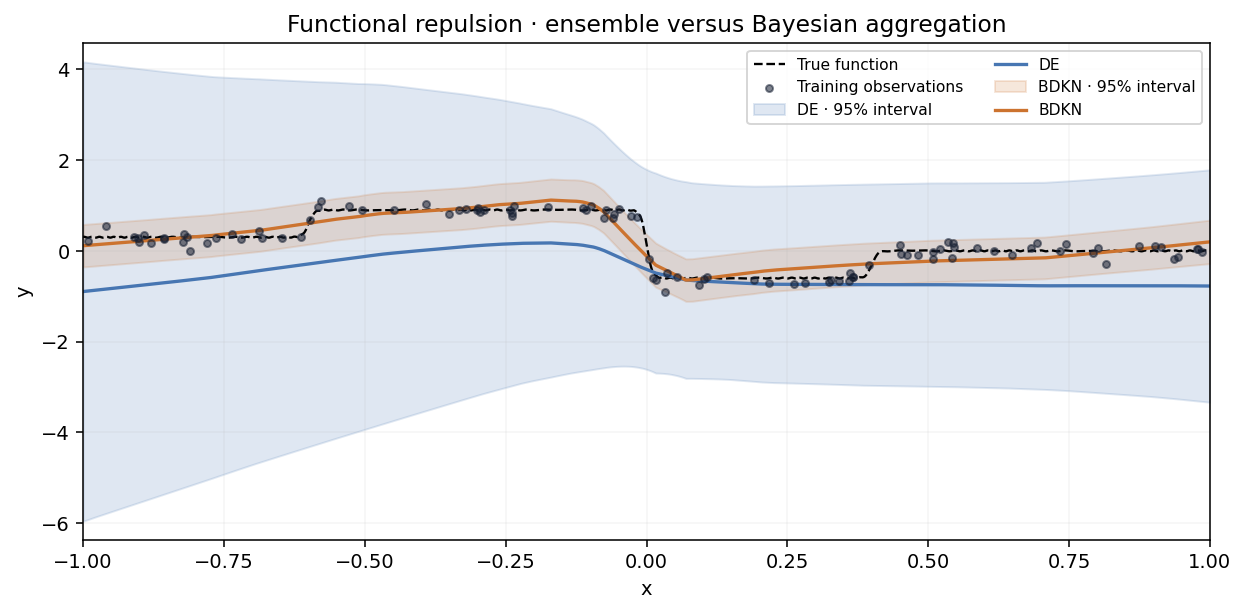 Functional repulsion · ensemble versus Bayesian aggregation
True function
Training observations
DE · 95% interval
DE
BDKN · 95% interval
BDKN
y
4
2
0
−2
−4
−6
−1.00
−0.75
−0.50
−0.25
0.00
0.25
0.50
0.75
1.00
x